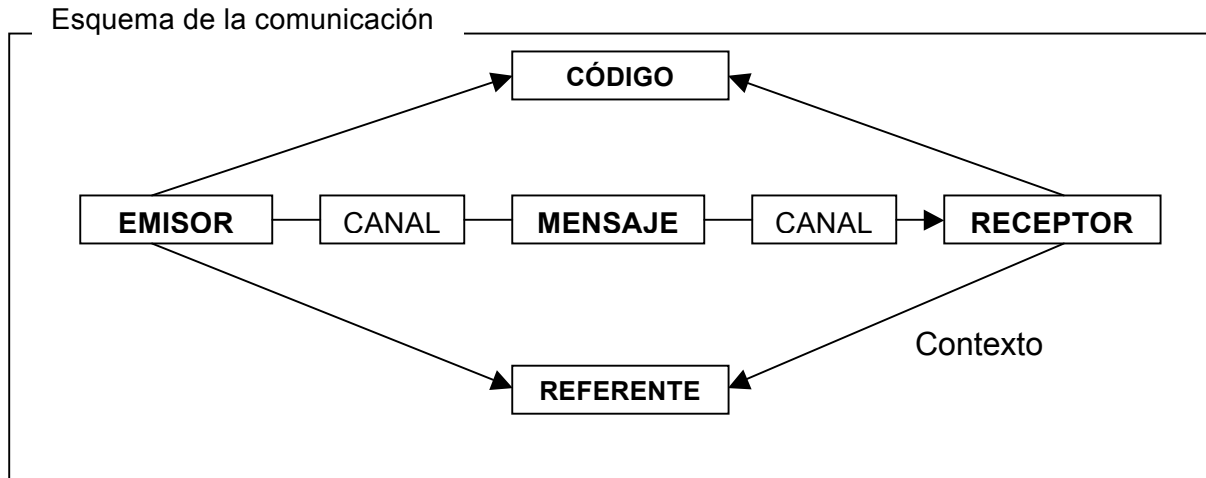 Esquema de la comunicación
CÓDIGO
EMISOR CANAL MENSAJE CANAL RECEPTOR
Contexto
REFERENTE